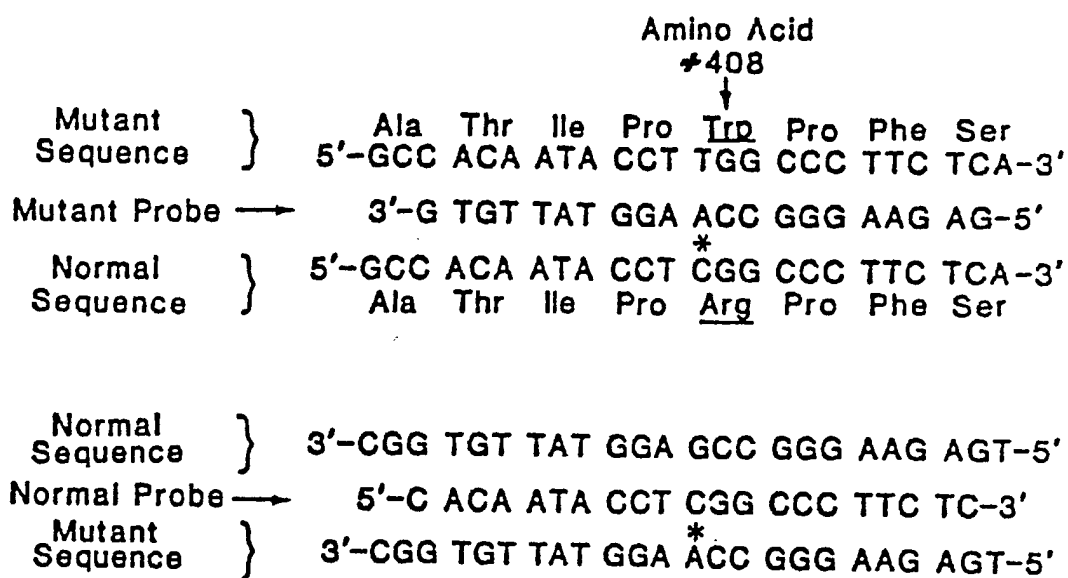 Amino Acid
#408
Mutant Sequence } Ala Thr Ile Pro Trp Pro Phe Ser
5'-GCC ACA ATA CCT TGG CCC TTC TCA-3'
Mutant Probe → 3'-G TGT TAT GGA ACC GGG AAG AG-5'
*
Normal Sequence } 5'-GCC ACA ATA CCT CGG CCC TTC TCA-3'
Ala Thr Ile Pro Arg Pro Phe Ser
Normal Sequence } 3'-CGG TGT TAT GGA GCC GGG AAG AGT-5'
Normal Probe → 5'-C ACA ATA CCT CGG CCC TTC TC-3'
*
Mutant Sequence } 3'-CGG TGT TAT GGA ACC GGG AAG AGT-5'